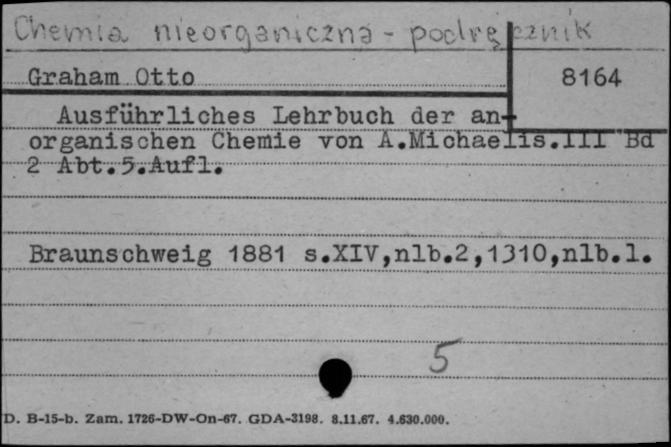 Chemia nieorganiczna - podręcznik
Graham Otto
8164
Ausführliches Lehrbuch der an-
organischen Chemie von A.Michaelis.III Bd
2 Abt.5.Aufl.
Braunschweig 1881 s.XIV,nlb.2,1310,nlb.l.
5
D. B-15-b. Zam. 1726-DW-On-67. GDA-3198. 8.11.67. 4.630.000.